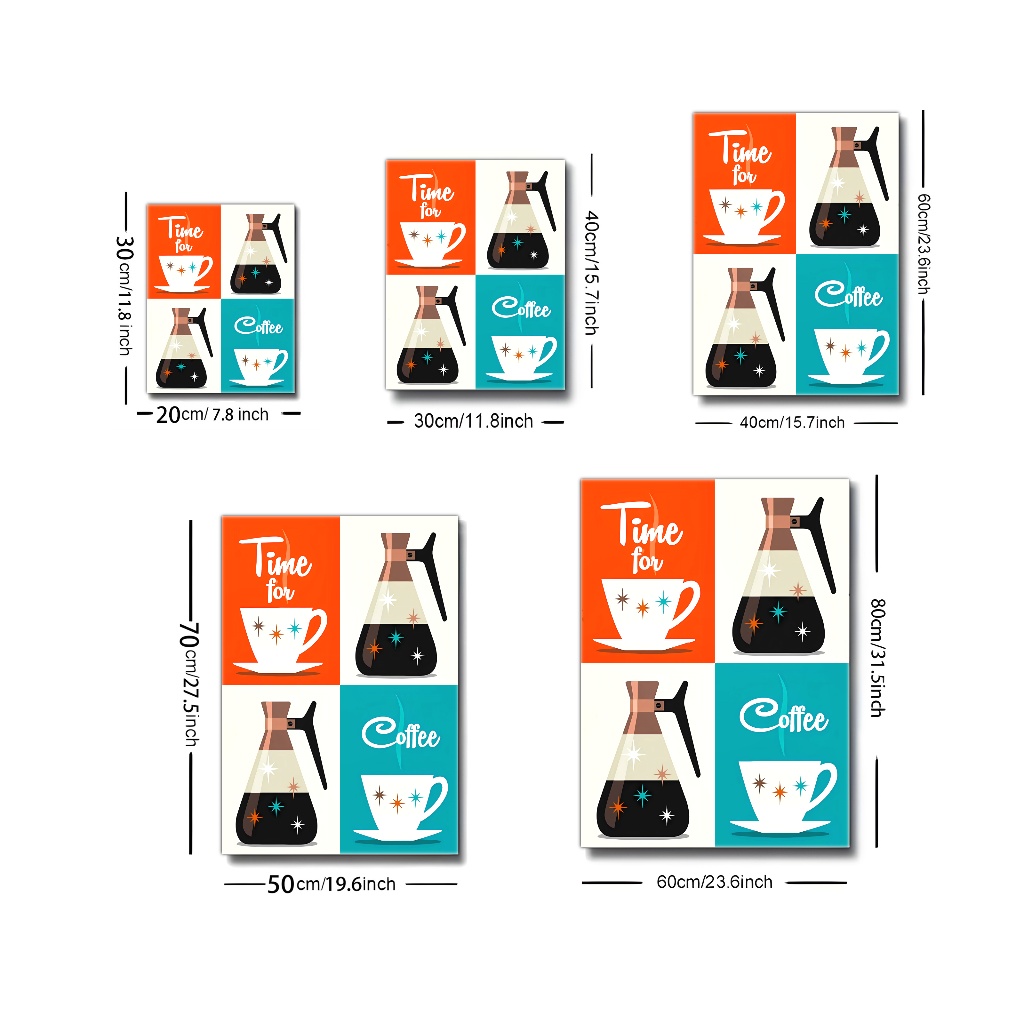 Time
for
Coffee
30cm/11.8 inch
20cm/ 7.8 inch
Time
for
Coffee
40cm/15.7inch
30cm/11.8inch
Time
for
Coffee
60cm/23.6inch
40cm/15.7inch
Time
for
Coffee
70cm/27.5inch
50cm/19.6inch
Time
for
Coffee
80cm/31.5inch
60cm/23.6inch